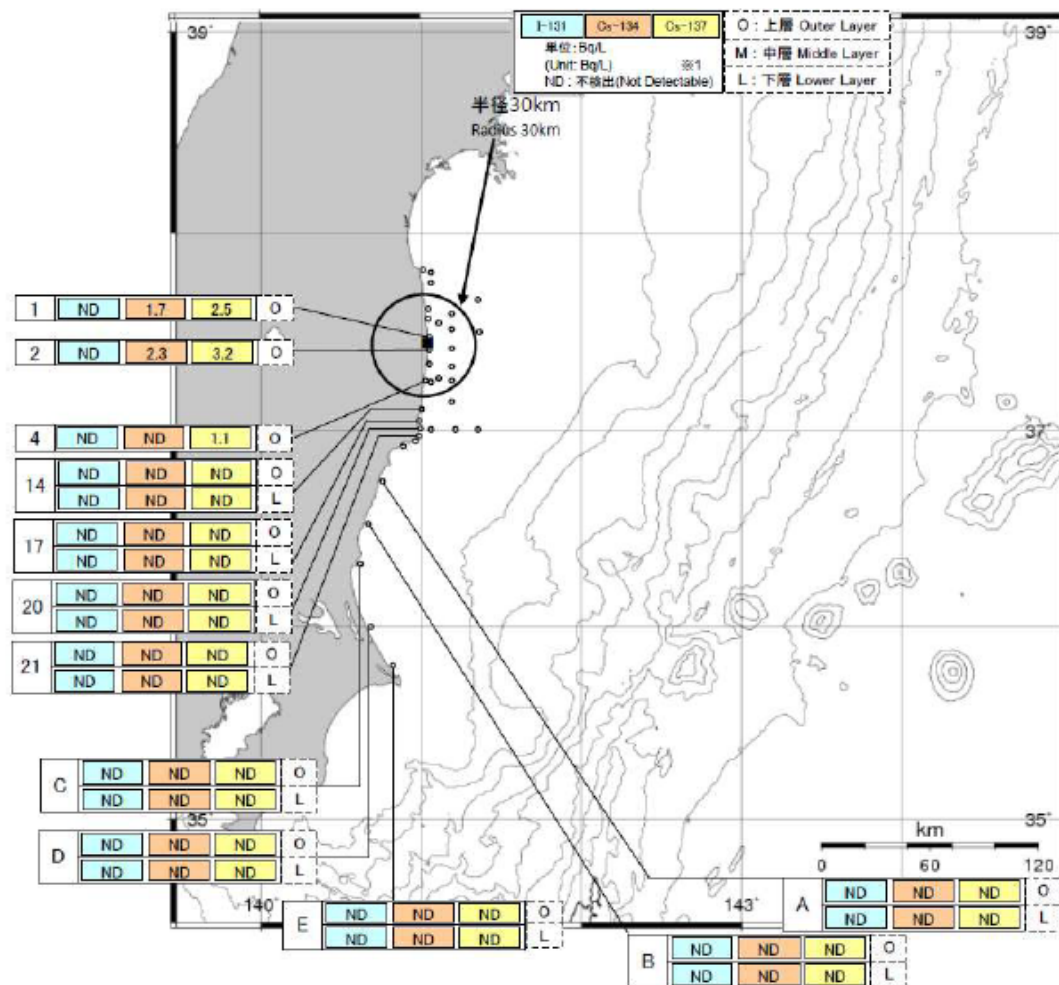 39°
39°
I-131 Cs-134 Cs-137
単位:Bq/L
(Unit: Bq/L) ※1
ND : 不検出(Not Detectable)
O : 上層 Outer Layer
M : 中層 Middle Layer
L : 下層 Lower Layer
半径30km
Radius 30km
1 ND 1.7 2.5 O
2 ND 2.3 3.2 O
37°
4 ND ND 1.1 O
14 ND ND ND O
ND ND ND L
17 ND ND ND O
ND ND ND L
20 ND ND ND O
ND ND ND L
21 ND ND ND O
ND ND ND L
C ND ND ND O
ND ND ND L
D ND ND ND O
ND ND ND L
35°
35°
km
0 60 120
140°
143°
A ND ND ND O
ND ND ND L
E ND ND ND O
ND ND ND L
B ND ND ND O
ND ND ND L